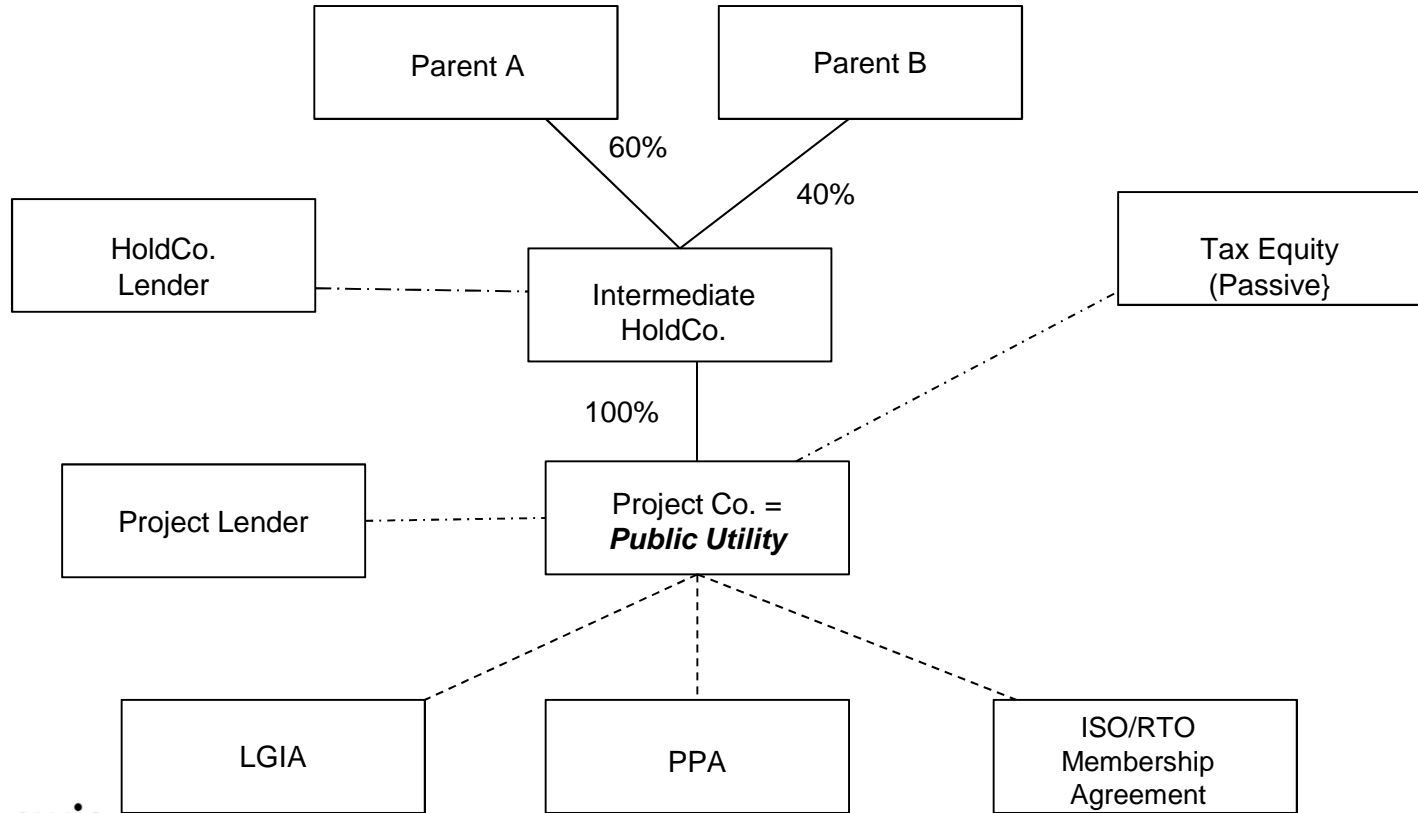 Parent A
Parent B
60%
40%
HoldCo.
Lender
Intermediate
HoldCo.
Tax Equity
(Passive}
100%
Project Lender
Project Co. =
Public Utility
LGIA
PPA
ISO/RTO
Membership
Agreement